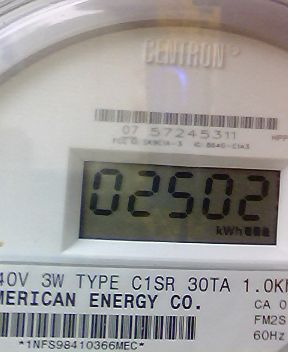 CENTRON®
07 57245311
02502
kWh
40V 3W TYPE C1SR 30TA 1.0K
MERICAN ENERGY CO.
CA 0
FM2S
60Hz
*1NFS98410366MEC*